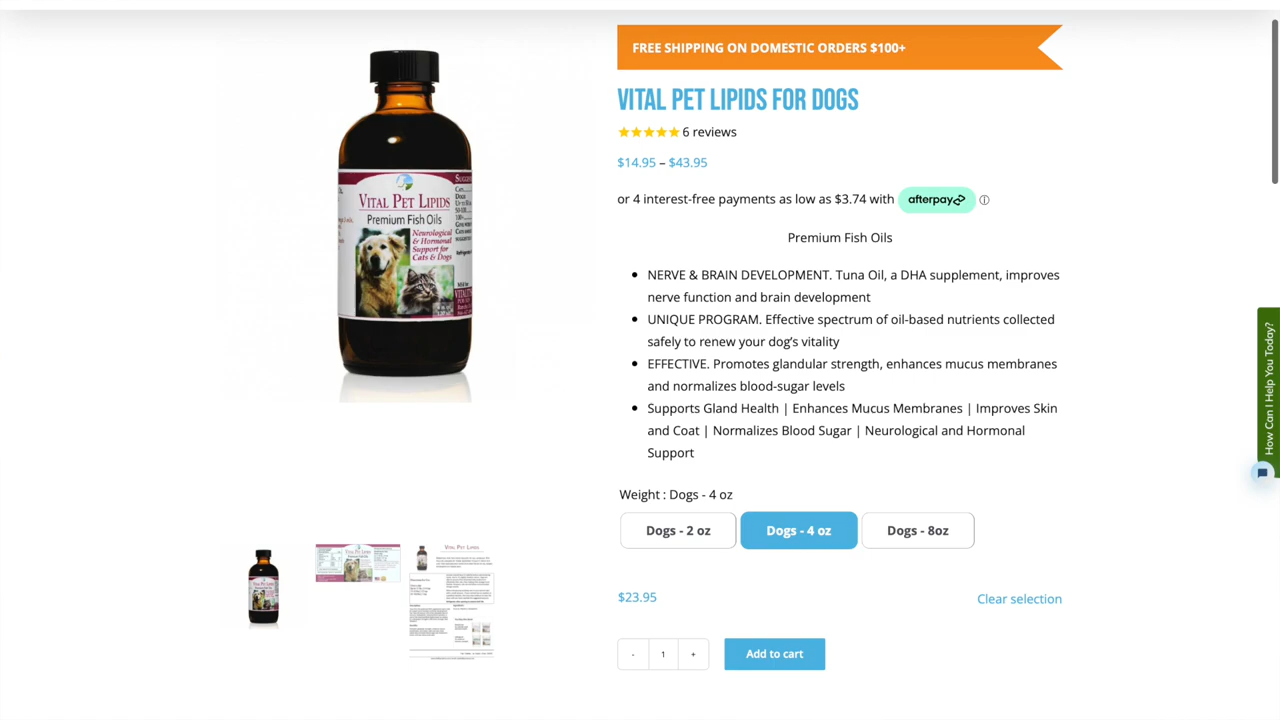 FREE SHIPPING ON DOMESTIC ORDERS $100+
VITAL PET LIPIDS FOR DOGS
6 reviews
$14.95 – $43.95
or 4 interest-free payments as low as $3.74 with afterpay
Premium Fish Oils
NERVE & BRAIN DEVELOPMENT. Tuna Oil, a DHA supplement, improves
nerve function and brain development
UNIQUE PROGRAM. Effective spectrum of oil-based nutrients collected
safely to renew your dog's vitality
EFFECTIVE. Promotes glandular strength, enhances mucus membranes
and normalizes blood-sugar levels
Supports Gland Health | Enhances Mucus Membranes | Improves Skin
and Coat | Normalizes Blood Sugar | Neurological and Hormonal
Support
Weight : Dogs - 4 oz
Dogs - 2 oz Dogs - 4 oz Dogs - 8oz
$23.95 Clear selection
- 1 + Add to cart
How Can I Help You Today?
VITAL PET LIPIDS
Premium Fish Oils
Neurological
& Hormonal
Support for
Cats & Dogs